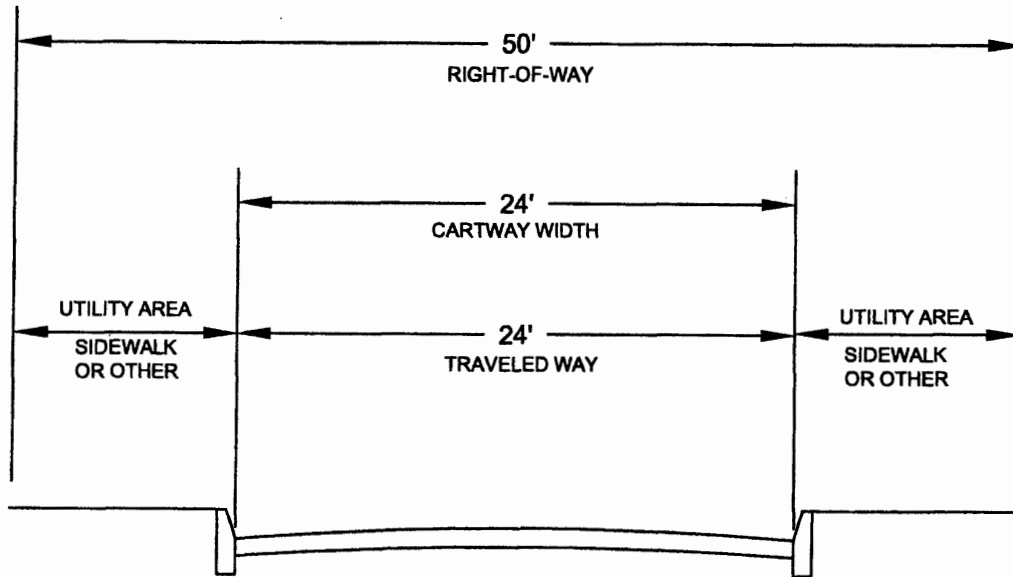 50'
RIGHT-OF-WAY
24'
CARTWAY WIDTH
UTILITY AREA
SIDEWALK
OR OTHER
24'
TRAVELED WAY
UTILITY AREA
SIDEWALK
OR OTHER